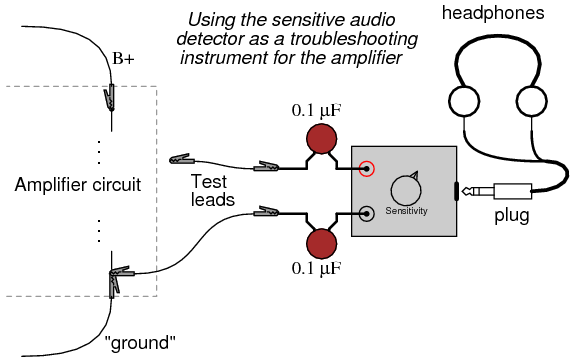 Using the sensitive audio
detector as a troubleshooting
instrument for the amplifier
headphones
B+
0.1 μF
Amplifier circuit
Test
leads
Sensitivity
plug
0.1 μF
"ground"